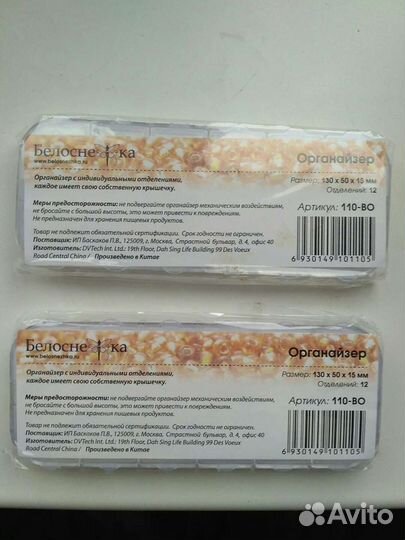 Белоснежка
www.belosnezhka.ru
Органайзер
Органайзер с индивидуальными отделениями,
каждое имеет свою собственную крышечку.
Размер: 130 х 50 х 15 мм
Отделений: 12
Меры предосторожности: не подвергайте органайзер механическим воздействиям,
не бросайте с большой высоты, это может привести к повреждениям.
Не предназначен для хранения пищевых продуктов.
Артикул: 110-BO
Товар не подлежит обязательной сертификации. Срок годности не ограничен.
Поставщик: ИП Баскаков П.В., 125009, г. Москва, Страстной бульвар, д.4, офис 40
Изготовитель: DVTech Int. Ltd.: 19th Floor, Dah Sing Life Building 99 Des Voeux
Road Central China / Произведено в Китае
6 930149 101105
Белоснежка
www.belosnezhka.ru
Органайзер
Органайзер с индивидуальными отделениями,
каждое имеет свою собственную крышечку.
Размер: 130 х 50 х 15 мм
Отделений: 12
Меры предосторожности: не подвергайте органайзер механическим воздействиям,
не бросайте с большой высоты, это может привести к повреждениям.
Не предназначен для хранения пищевых продуктов.
Артикул: 110-BO
Товар не подлежит обязательной сертификации. Срок годности не ограничен.
Поставщик: ИП Баскаков П.В., 125009, г. Москва, Страстной бульвар, д.4, офис 40
Изготовитель: DVTech Int. Ltd.: 19th Floor, Dah Sing Life Building 99 Des Voeux
Road Central China / Произведено в Китае
6 930149 101105
Avito